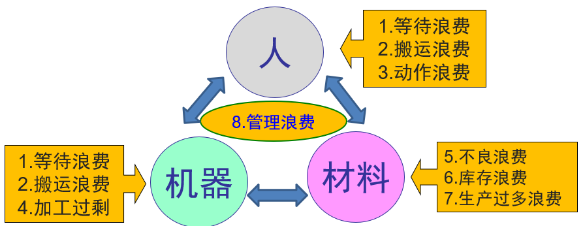 人
1.等待浪费
2.搬运浪费
3.动作浪费
8.管理浪费
1.等待浪费
2.搬运浪费
4.加工过剩
机器
材料
5.不良浪费
6.库存浪费
7.生产过多浪费